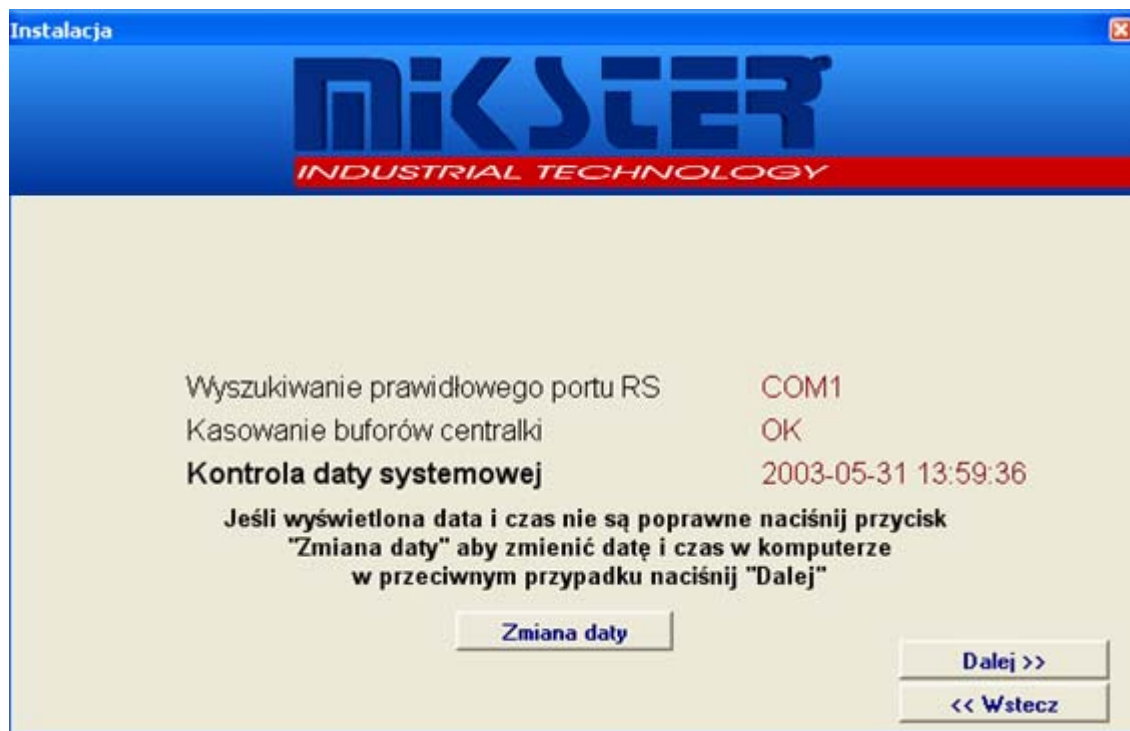 Instalacja
MIKSTER
INDUSTRIAL TECHNOLOGY
Wyszukiwanie prawidłowego portu RS COM1
Kasowanie buforów centralki OK
Kontrola daty systemowej 2003-05-31 13:59:36
Jeśli wyświetlona data i czas nie są poprawne naciśnij przycisk
"Zmiana daty" aby zmienić datę i czas w komputerze
w przeciwnym przypadku naciśnij "Dalej"
Zmiana daty
Dalej >>
<< Wstecz